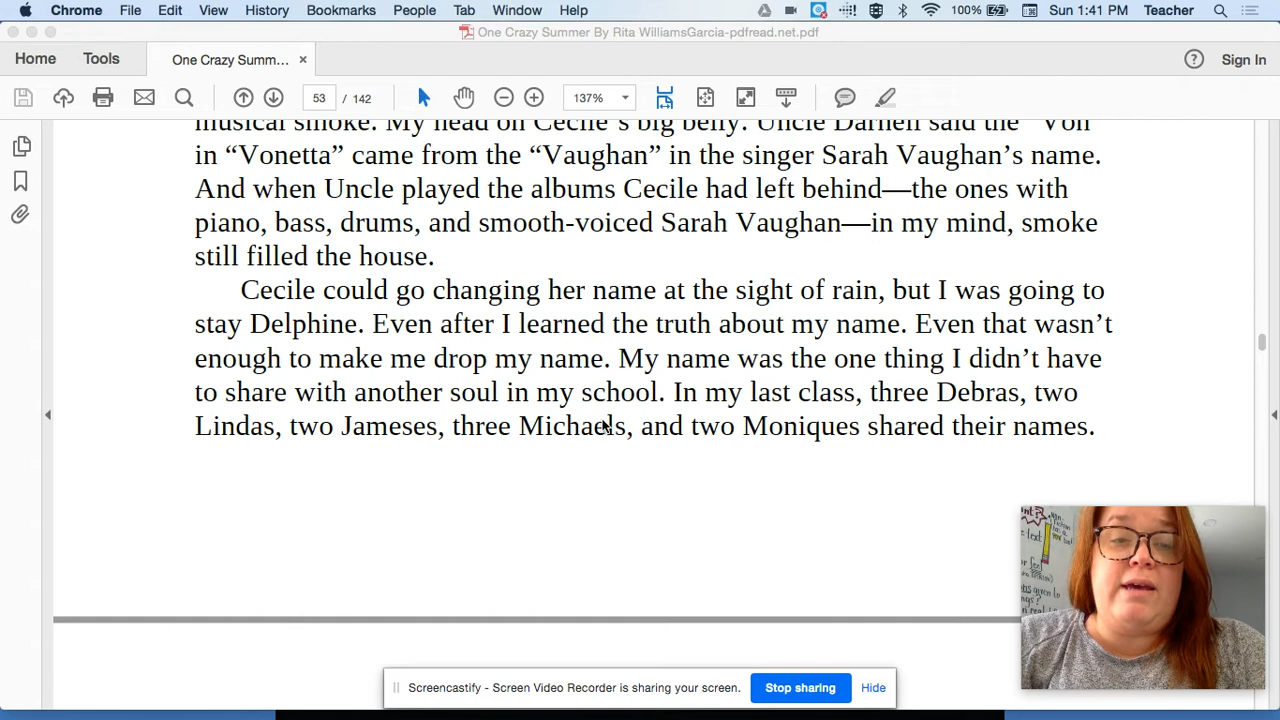 Chrome File Edit View History Bookmarks People Tab Window Help 100% Sun 1:41 PM Teacher
One Crazy Summer By Rita WilliamsGarcia-pdfread.net.pdf
Home Tools One Crazy Summ... × Sign In
53 / 142 137%
musical smoke. My head on Cecile’s big belly. Uncle Darnell said the “Von”
in “Vonetta” came from the “Vaughan” in the singer Sarah Vaughan’s name.
And when Uncle played the albums Cecile had left behind—the ones with
piano, bass, drums, and smooth-voiced Sarah Vaughan—in my mind, smoke
still filled the house.
Cecile could go changing her name at the sight of rain, but I was going to
stay Delphine. Even after I learned the truth about my name. Even that wasn’t
enough to make me drop my name. My name was the one thing I didn’t have
to share with another soul in my school. In my last class, three Debras, two
Lindas, two Jameses, three Michaels, and two Moniques shared their names.
Screencastify - Screen Video Recorder is sharing your screen. Stop sharing Hide